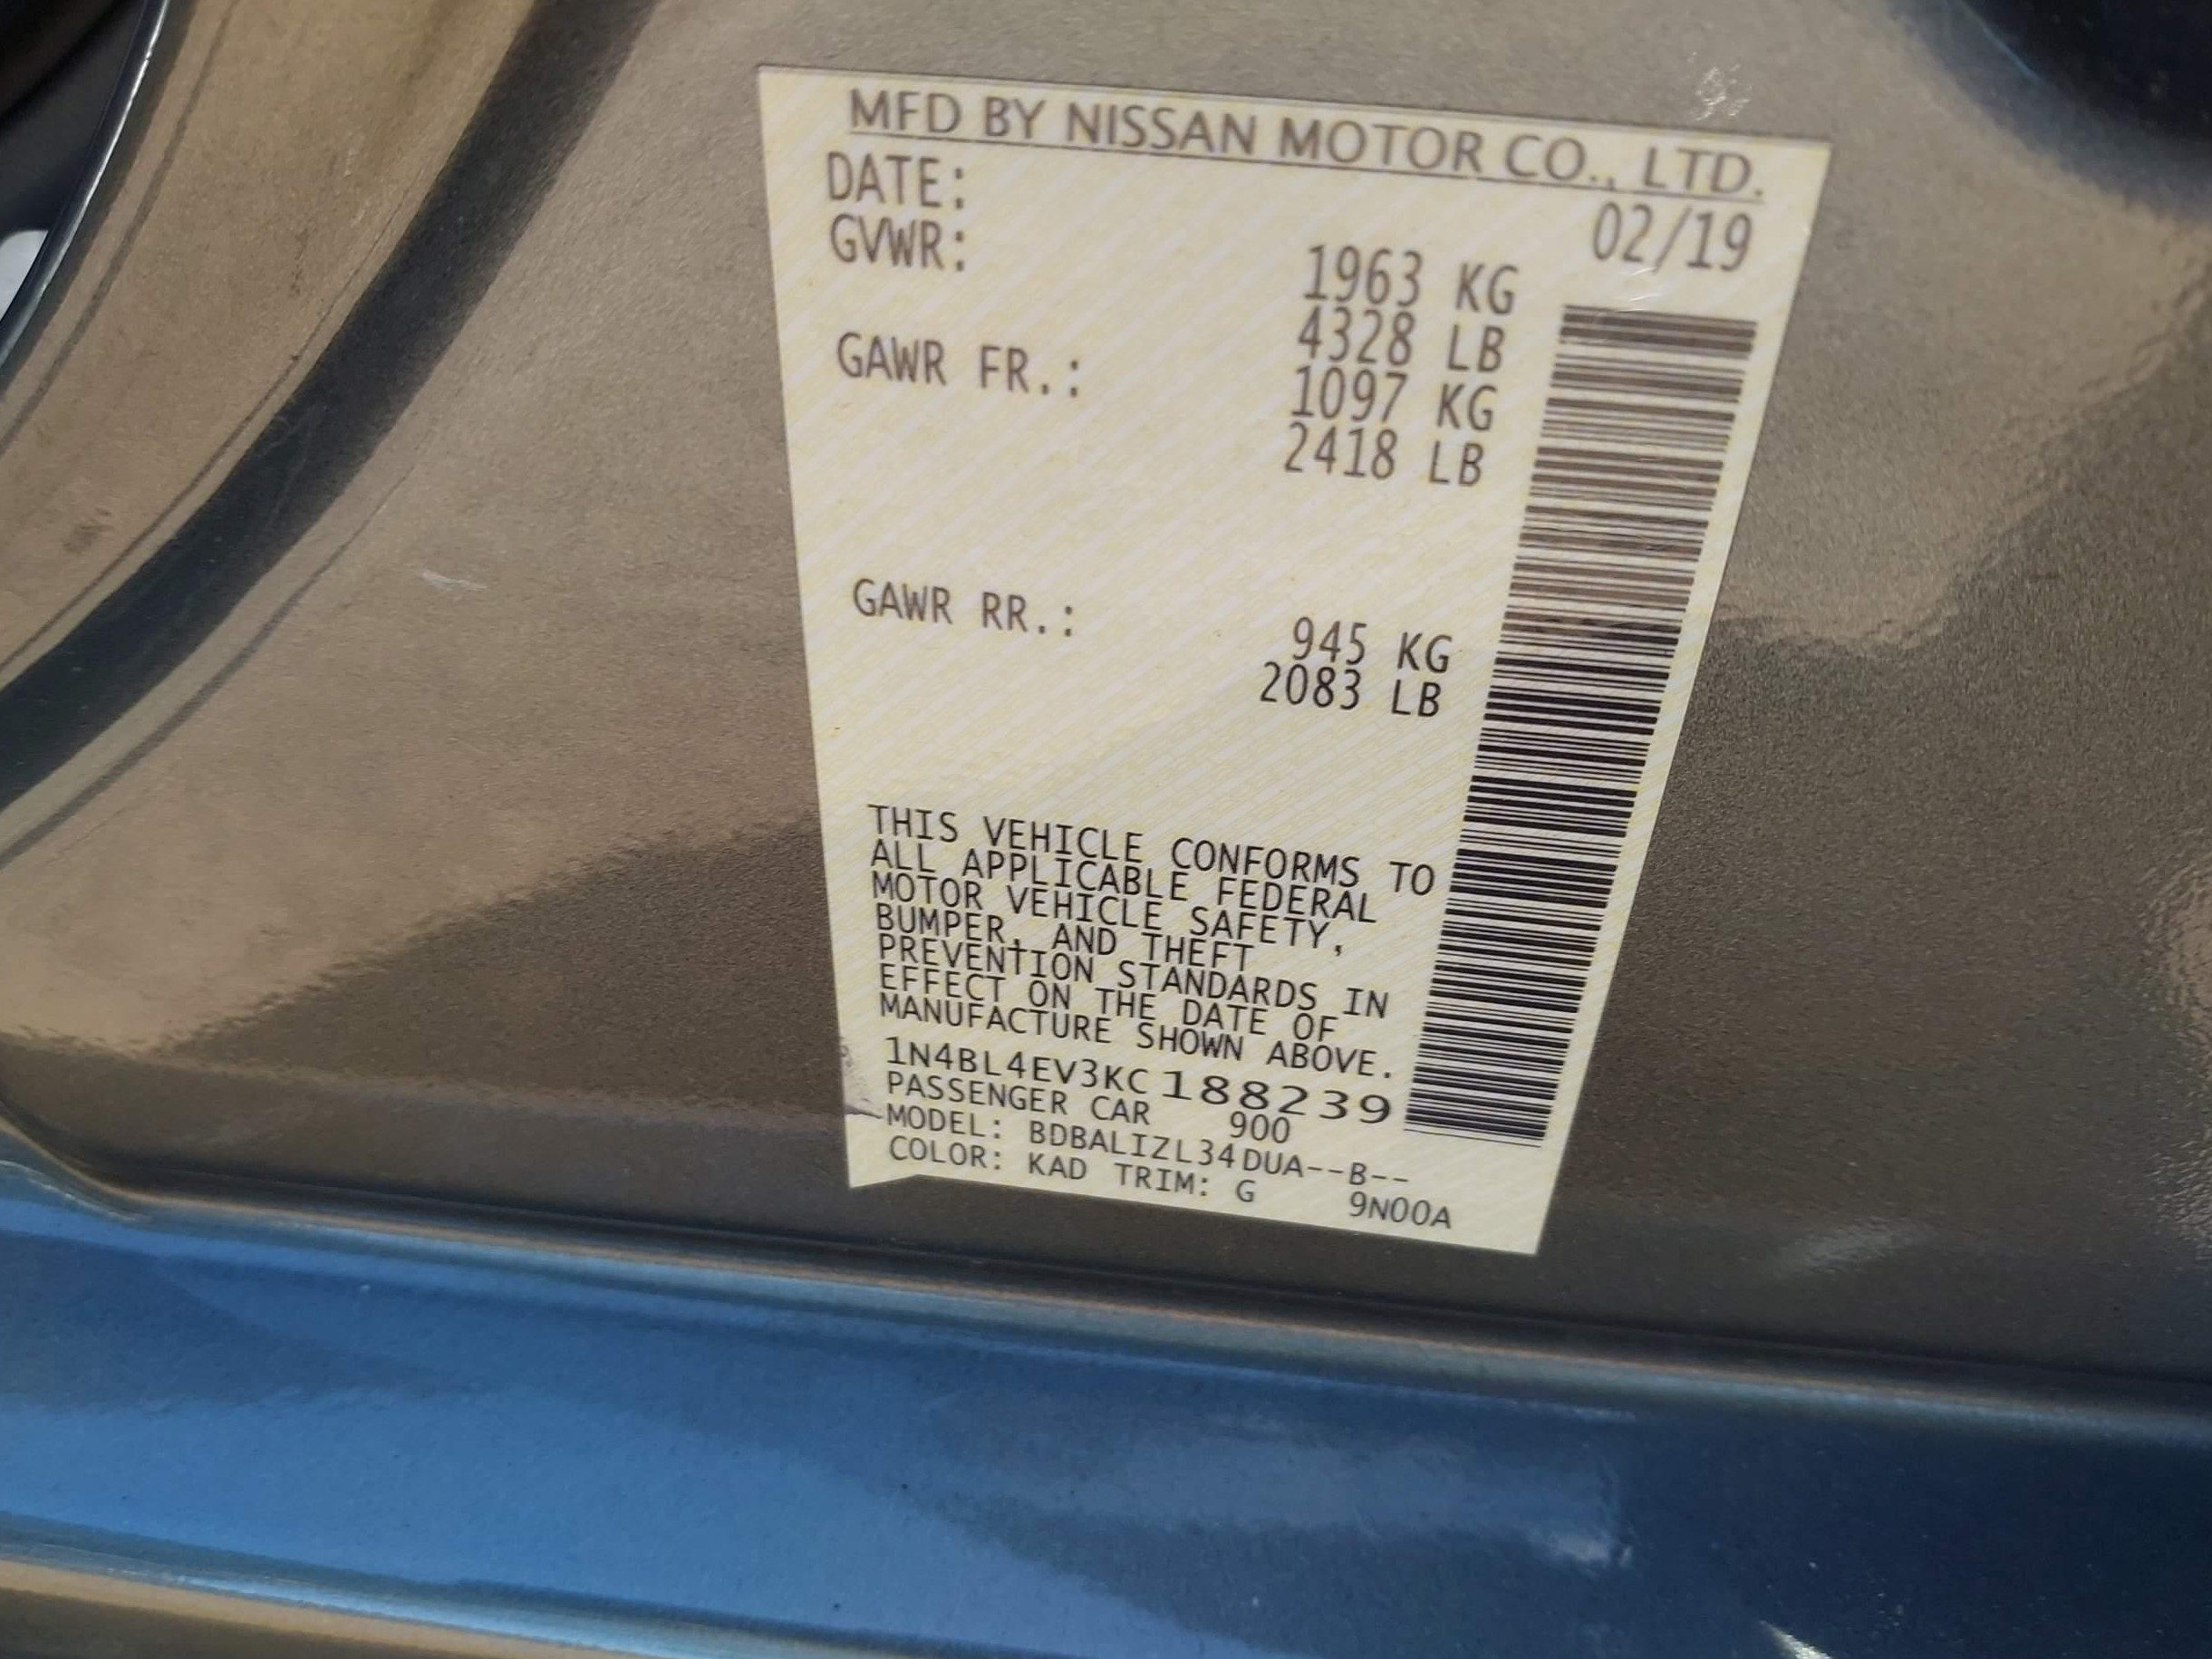 MFD BY NISSAN MOTOR CO., LTD.
DATE: 02/19
GVWR: 1963 KG
4328 LB
GAWR FR.: 1097 KG
2418 LB
GAWR RR.: 945 KG
2083 LB
THIS VEHICLE CONFORMS TO
ALL APPLICABLE FEDERAL
MOTOR VEHICLE SAFETY,
BUMPER, AND THEFT
PREVENTION STANDARDS IN
EFFECT ON THE DATE OF
MANUFACTURE SHOWN ABOVE.
1N4BL4EV3KC188239
PASSENGER CAR 900
MODEL: BDBALIZL34DUA--B--
COLOR: KAD TRIM: G 9N00A